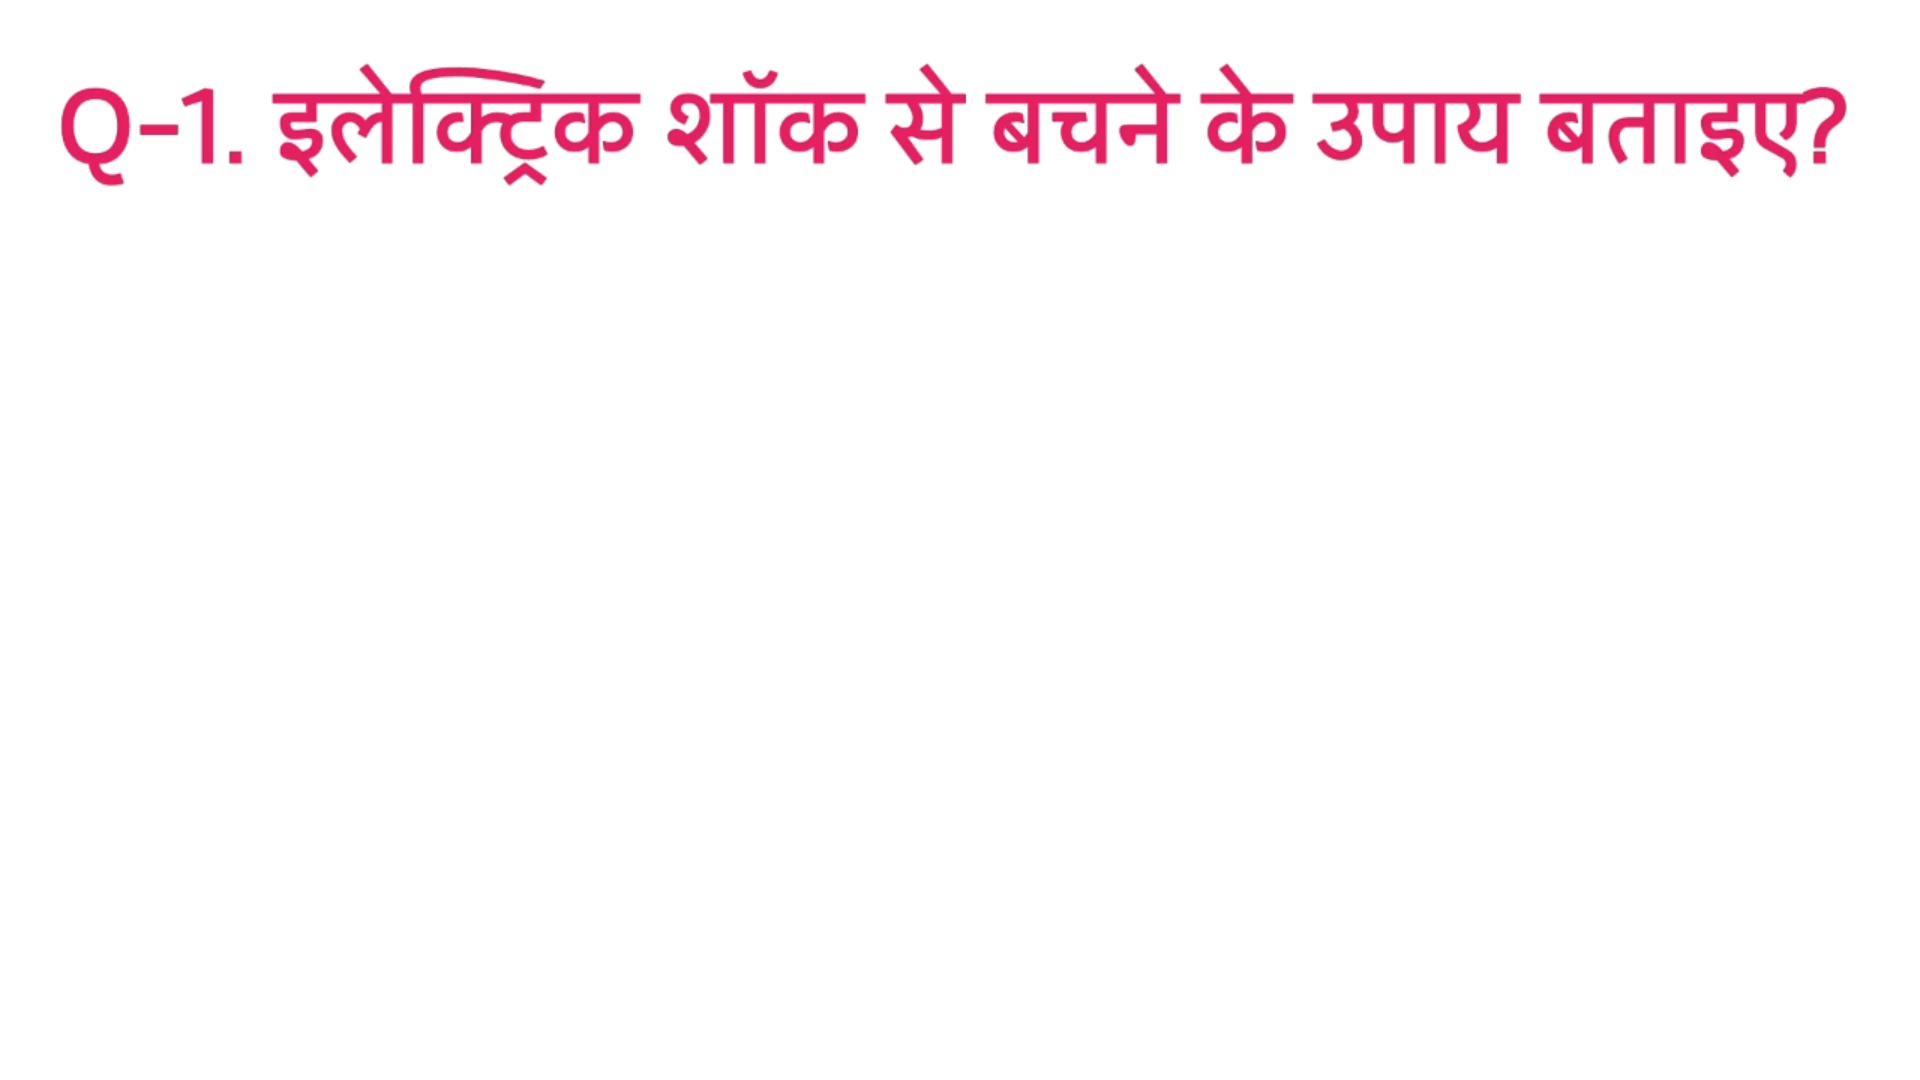 Q-1. इलेक्ट्रिक शॉक से बचने के उपाय बताइए?